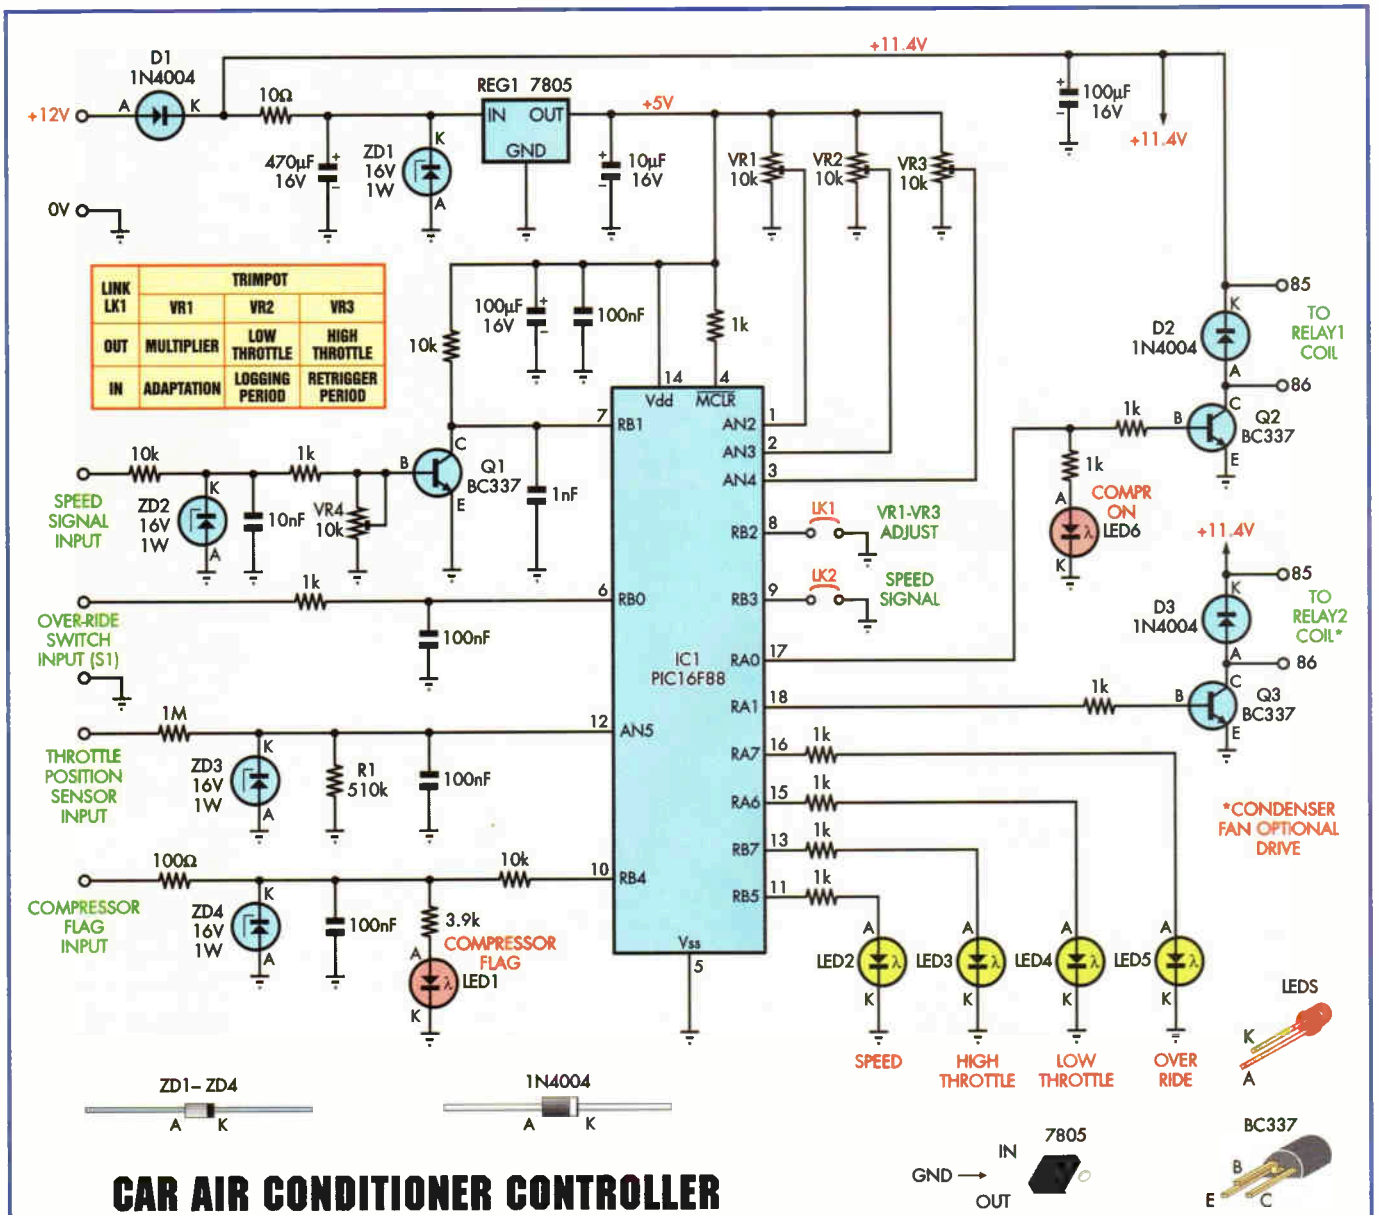 D1
1N4004
+11.4V
+12V
A
K
10Ω
REG1 7805
IN
OUT
GND
+5V
470µF
16V
+
–
ZD1
16V
1W
K
A
+
–
10µF
16V
VR1
10k
VR2
10k
VR3
10k
+
–
100µF
16V
+11.4V
0V
LINK
LK1
TRIMPOT
VR1
VR2
VR3
OUT
MULTIPLIER
LOW
THROTTLE
HIGH
THROTTLE
IN
ADAPTATION
LOGGING
PERIOD
RETRIGGER
PERIOD
10k
100µF
16V
+
–
100nF
1k
K
D2
1N4004
A
85
TO
RELAY1
COIL
86
14
4
Vdd
MCLR
7
RB1
AN2
1
AN3
2
AN4
3
1k
B
C
Q2
BC337
E
10k
SPEED
SIGNAL
INPUT
K
ZD2
16V
1W
A
10nF
1k
VR4
10k
B
C
Q1
BC337
E
1nF
1k
A
COMPR
ON
LED6
λ
K
RB2
8
LK1
VR1-VR3
ADJUST
RB3
9
LK2
SPEED
SIGNAL
+11.4V
K
D3
1N4004
A
85
TO
RELAY2
COIL*
86
OVER-RIDE
SWITCH
INPUT (S1)
1k
100nF
6
RB0
IC1
PIC16F88
RA0
17
RA1
18
1k
B
C
Q3
BC337
E
1M
THROTTLE
POSITION
SENSOR
INPUT
K
ZD3
16V
1W
A
R1
510k
100nF
12
AN5
RA7
16
1k
RA6
15
1k
RB7
13
1k
RB5
11
1k
*CONDENSER
FAN OPTIONAL
DRIVE
100Ω
COMPRESSOR
FLAG
INPUT
K
ZD4
16V
1W
A
100nF
3.9k
10k
10
RB4
COMPRESSOR
FLAG
A
LED1
λ
K
Vss
5
A
LED2
λ
K
SPEED
A
LED3
λ
K
HIGH
THROTTLE
A
LED4
λ
K
LOW
THROTTLE
A
LED5
λ
K
OVER
RIDE
LEDS
K
A
ZD1– ZD4
A
K
1N4004
A
K
7805
IN
GND
OUT
BC337
B
E
C
CAR AIR CONDITIONER CONTROLLER